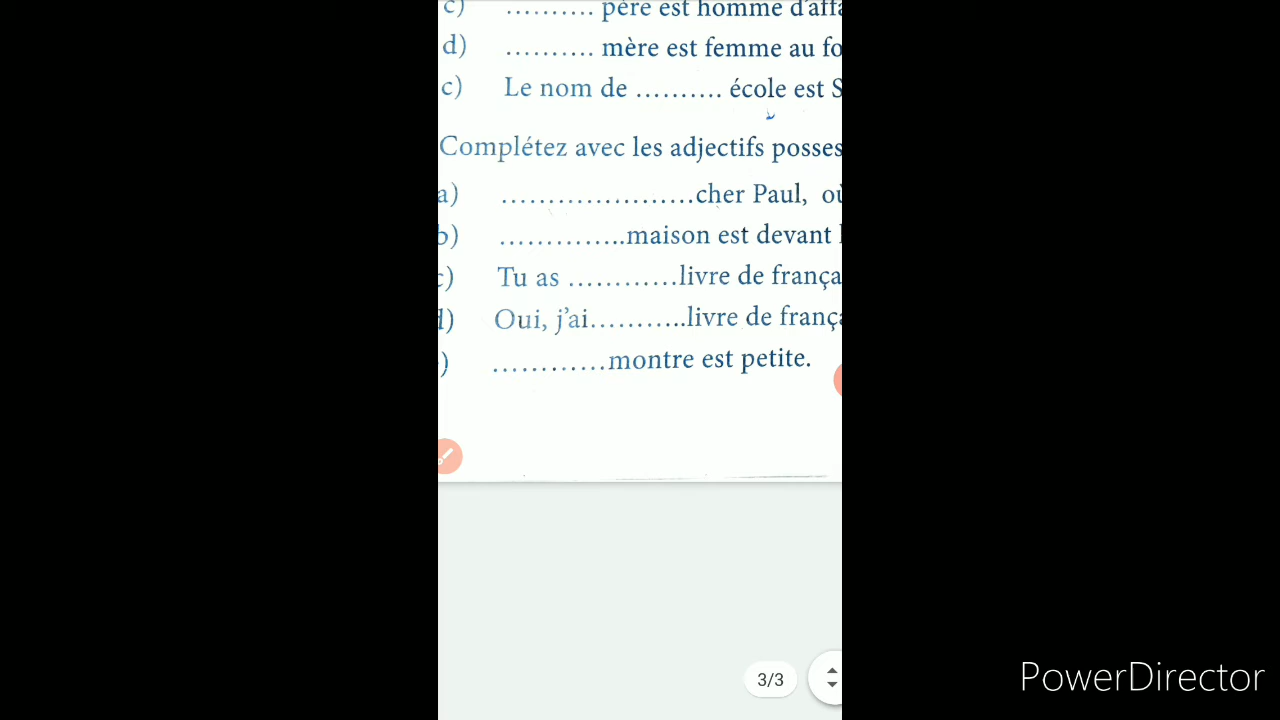 c) .......... père est homme d'affa
d) .......... mère est femme au fo
c) Le nom de .......... école est S
Complétez avec les adjectifs posses
a) .....................cher Paul, où
b) ..............maison est devant l
c) Tu as ............livre de frança
d) Oui, j'ai...........livre de frança
) ............montre est petite.
3/3
PowerDirector